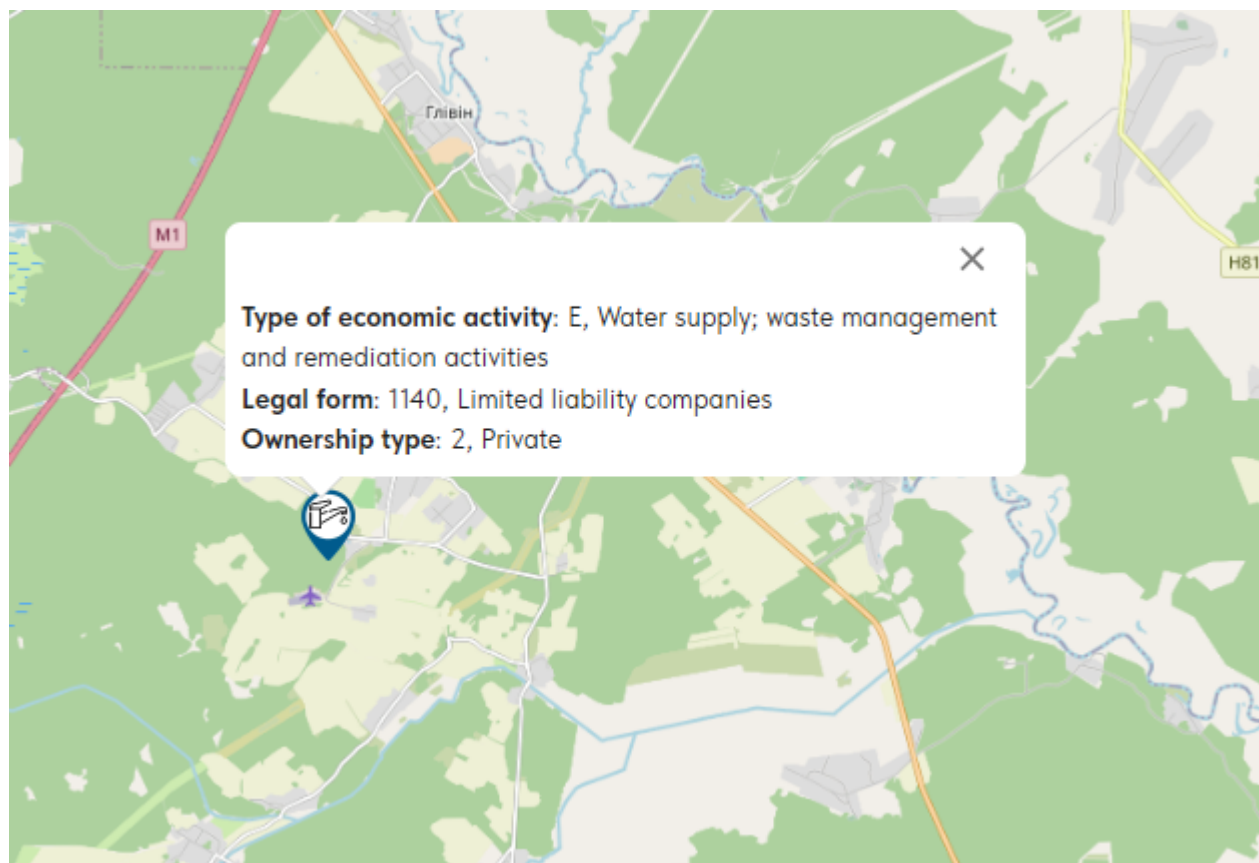 Глівін
M1
H81
Type of economic activity: E, Water supply; waste management
and remediation activities
Legal form: 1140, Limited liability companies
Ownership type: 2, Private